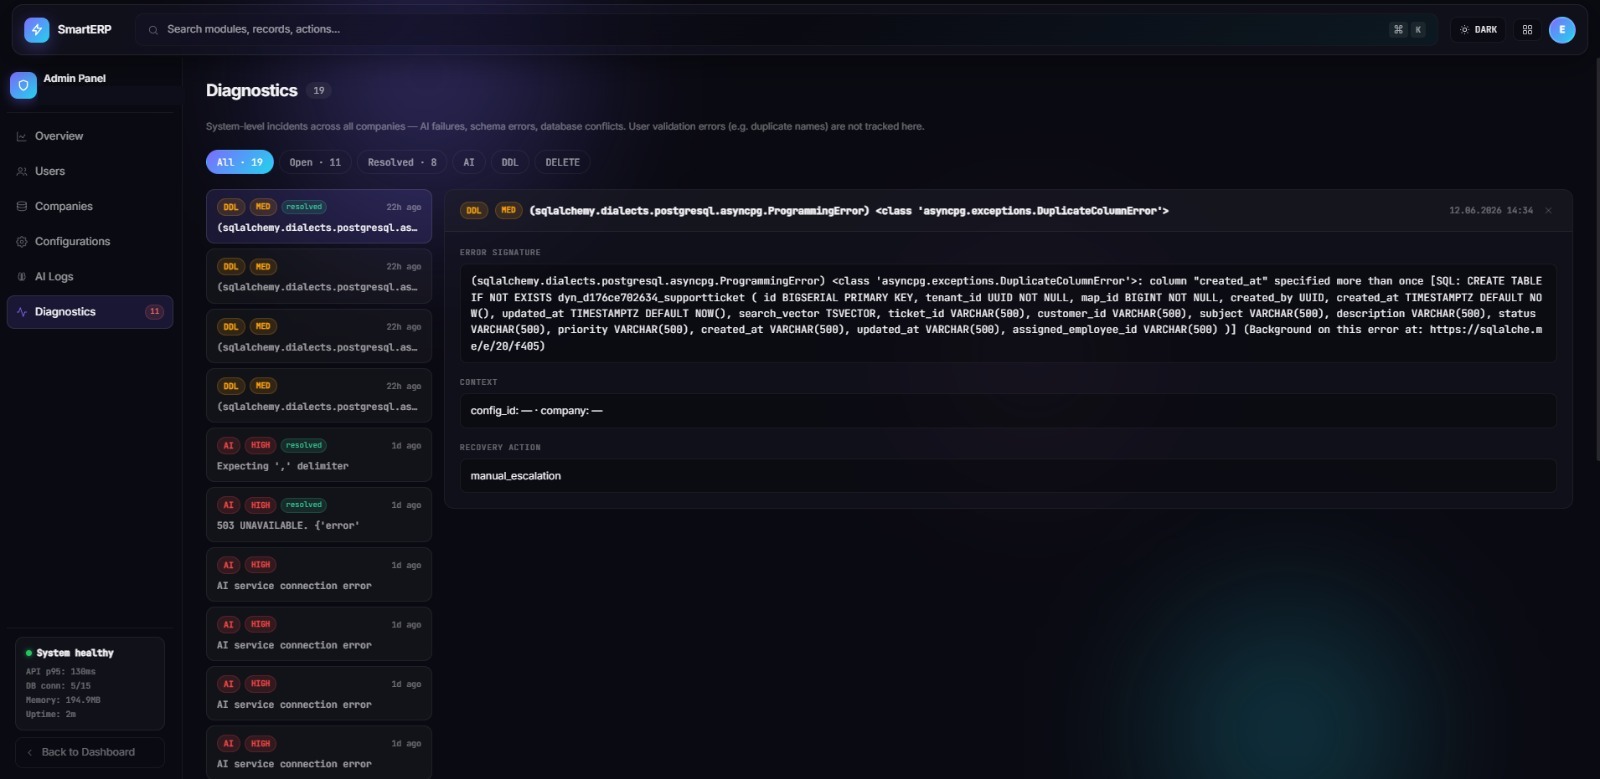 SmartERP
Search modules, records, actions...
⌘ K
DARK
E
Admin Panel
Overview
Users
Companies
Configurations
AI Logs
Diagnostics 11
System healthy
API p95: 130ms
DB conn: 5/15
Memory: 194.9MB
Uptime: 2m
Back to Dashboard
Diagnostics 19
System-level incidents across all companies — AI failures, schema errors, database conflicts. User validation errors (e.g. duplicate names) are not tracked here.
All · 19 Open · 11 Resolved · 8 AI DDL DELETE
DDL MED resolved 22h ago
(sqlalchemy.dialects.postgresql.as…
DDL MED 22h ago
(sqlalchemy.dialects.postgresql.as…
DDL MED 22h ago
(sqlalchemy.dialects.postgresql.as…
DDL MED 22h ago
(sqlalchemy.dialects.postgresql.as…
AI HIGH resolved 1d ago
Expecting ',' delimiter
AI HIGH resolved 1d ago
503 UNAVAILABLE. {'error'
AI HIGH 1d ago
AI service connection error
AI HIGH 1d ago
AI service connection error
AI HIGH 1d ago
AI service connection error
AI HIGH 1d ago
AI service connection error
DDL MED (sqlalchemy.dialects.postgresql.asyncpg.ProgrammingError) <class 'asyncpg.exceptions.DuplicateColumnError'> 12.06.2026 14:34 ×
ERROR SIGNATURE
(sqlalchemy.dialects.postgresql.asyncpg.ProgrammingError) <class 'asyncpg.exceptions.DuplicateColumnError'>: column "created_at" specified more than once [SQL: CREATE TABLE
IF NOT EXISTS dyn_d176ce702634_supportticket ( id BIGSERIAL PRIMARY KEY, tenant_id UUID NOT NULL, map_id BIGINT NOT NULL, created_by UUID, created_at TIMESTAMPTZ DEFAULT NO
W(), updated_at TIMESTAMPTZ DEFAULT NOW(), search_vector TSVECTOR, ticket_id VARCHAR(500), customer_id VARCHAR(500), subject VARCHAR(500), description VARCHAR(500), status
VARCHAR(500), priority VARCHAR(500), created_at VARCHAR(500), updated_at VARCHAR(500), assigned_employee_id VARCHAR(500) )] (Background on this error at: https://sqlalche.m
e/e/20/f405)
CONTEXT
config_id: — · company: —
RECOVERY ACTION
manual_escalation